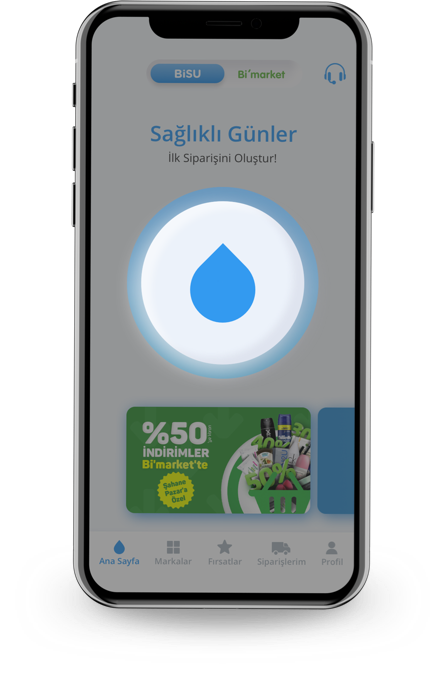 BiSU
Bi'market
Sağlıklı Günler
İlk Siparişini Oluştur!
%50
İNDİRİMLER
Bi'market'te
Şahane
Pazar'a
Özel
50%
Ana Sayfa
Markalar
Fırsatlar
Siparişlerim
Profil